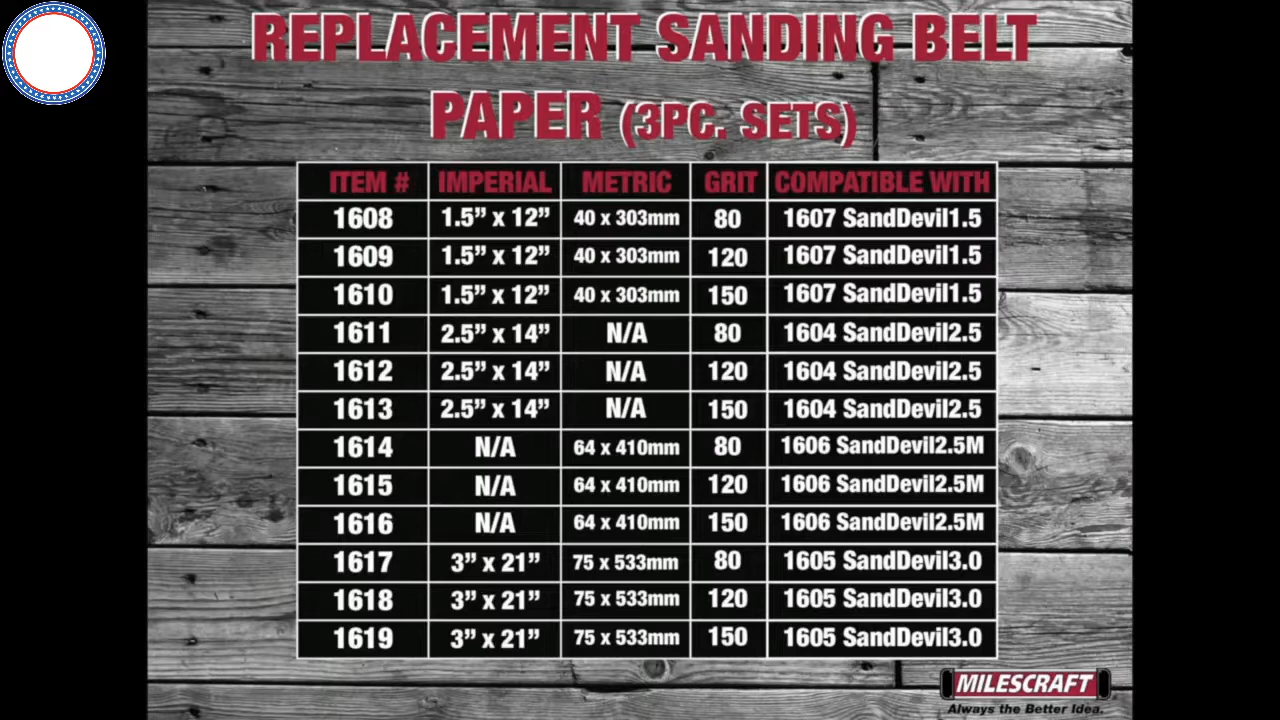 REPLACEMENT SANDING BELT
PAPER (3PC. SETS)
ITEM # IMPERIAL METRIC GRIT COMPATIBLE WITH
1608 1.5” x 12” 40 x 303mm 80 1607 SandDevil1.5
1609 1.5” x 12” 40 x 303mm 120 1607 SandDevil1.5
1610 1.5” x 12” 40 x 303mm 150 1607 SandDevil1.5
1611 2.5” x 14” N/A 80 1604 SandDevil2.5
1612 2.5” x 14” N/A 120 1604 SandDevil2.5
1613 2.5” x 14” N/A 150 1604 SandDevil2.5
1614 N/A 64 x 410mm 80 1606 SandDevil2.5M
1615 N/A 64 x 410mm 120 1606 SandDevil2.5M
1616 N/A 64 x 410mm 150 1606 SandDevil2.5M
1617 3” x 21” 75 x 533mm 80 1605 SandDevil3.0
1618 3” x 21” 75 x 533mm 120 1605 SandDevil3.0
1619 3” x 21” 75 x 533mm 150 1605 SandDevil3.0
MILESCRAFT
Always the Better Idea.